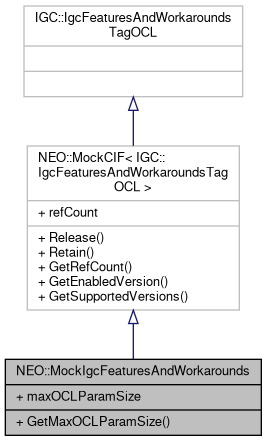 IGC::IgcFeaturesAndWorkarounds
TagOCL
NEO::MockCIF< IGC::
IgcFeaturesAndWorkaroundsTag
OCL >
+ refCount
+ Release()
+ Retain()
+ GetRefCount()
+ GetEnabledVersion()
+ GetSupportedVersions()
NEO::MockIgcFeaturesAndWorkarounds
+ maxOCLParamSize
+ GetMaxOCLParamSize()